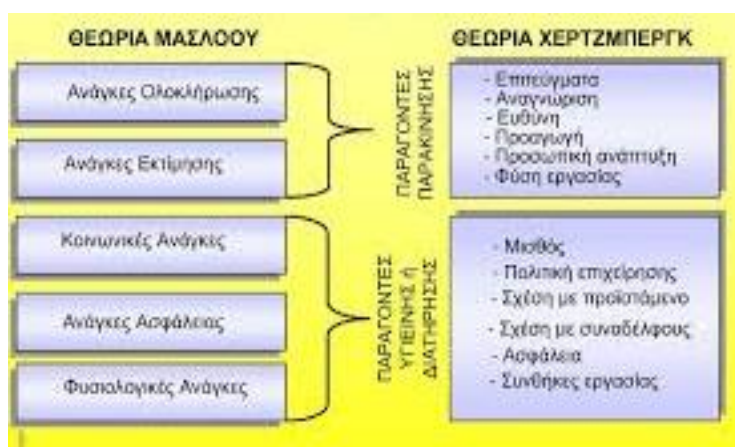 ΘΕΩΡΙΑ ΜΑΣΛΟΟΥ
Ανάγκες Ολοκλήρωσης
Ανάγκες Εκτίμησης
Κοινωνικές Ανάγκες
Ανάγκες Ασφάλειας
Φυσιολογικές Ανάγκες
ΠΑΡΑΓΟΝΤΕΣ
ΠΑΡΑΚΙΝΗΣΗΣ
ΠΑΡΑΓΟΝΤΕΣ
ΥΓΙΕΙΝΗΣ ή
ΔΙΑΤΗΡΗΣΗΣ
ΘΕΩΡΙΑ ΧΕΡΤΖΜΠΕΡΓΚ
- Επιτεύγματα
- Αναγνώριση
- Ευθύνη
- Προαγωγή
- Προσωπική ανάπτυξη
- Φύση εργασίας
- Μισθός
- Πολιτική επιχείρησης
- Σχέση με προϊστάμενο
- Σχέση με συναδέλφους
- Ασφάλεια
- Συνθήκες εργασίας